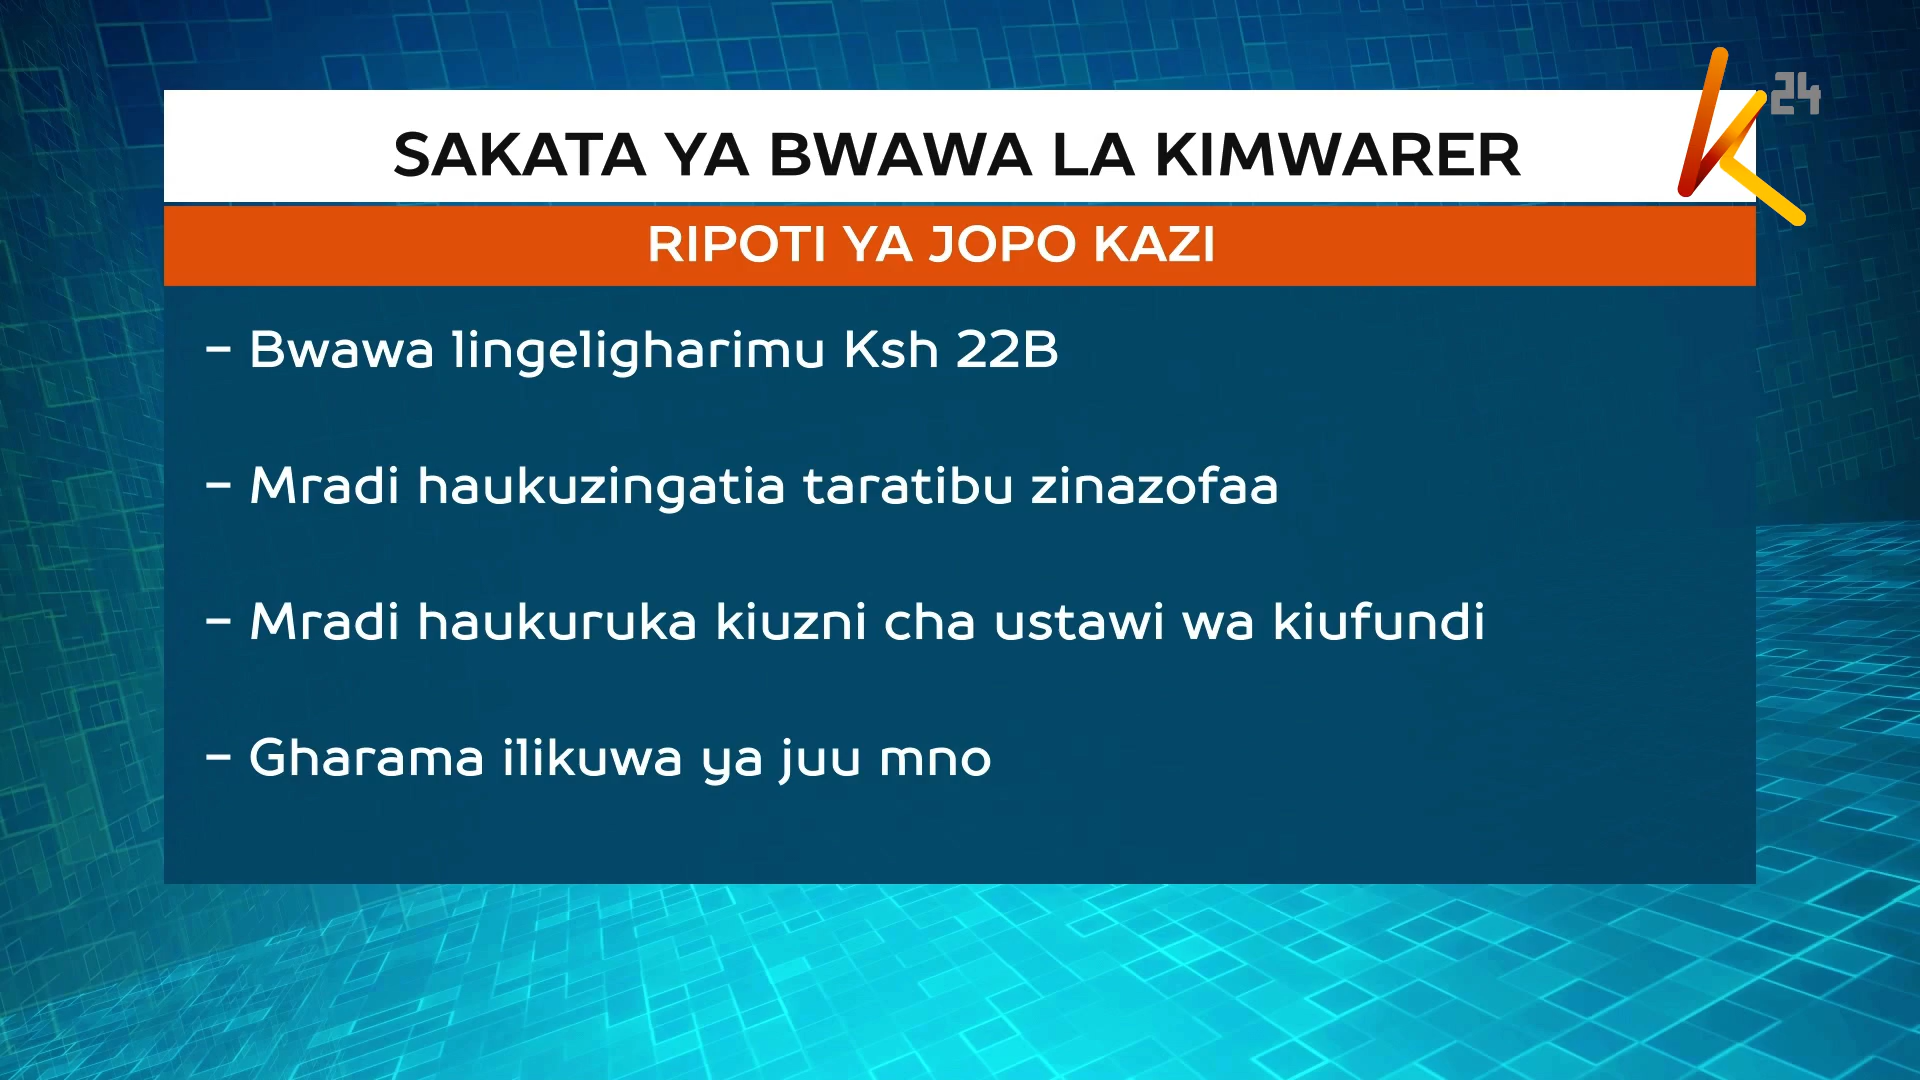 SAKATA YA BWAWA LA KIMWARER
K24
RIPOTI YA JOPO KAZI
- Bwawa lingeligharimu Ksh 22B
- Mradi haukuzingatia taratibu zinazofaa
- Mradi haukuruka kiuzni cha ustawi wa kiufundi
- Gharama ilikuwa ya juu mno